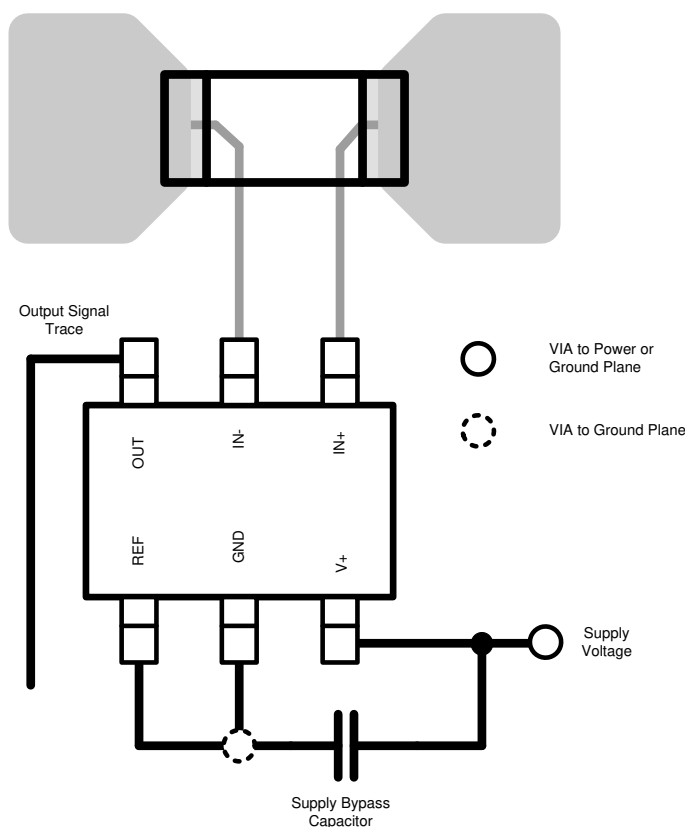 Output Signal
Trace
VIA to Power or
Ground Plane
VIA to Ground Plane
OUT
IN-
IN+
REF
GND
V+
Supply
Voltage
Supply Bypass
Capacitor